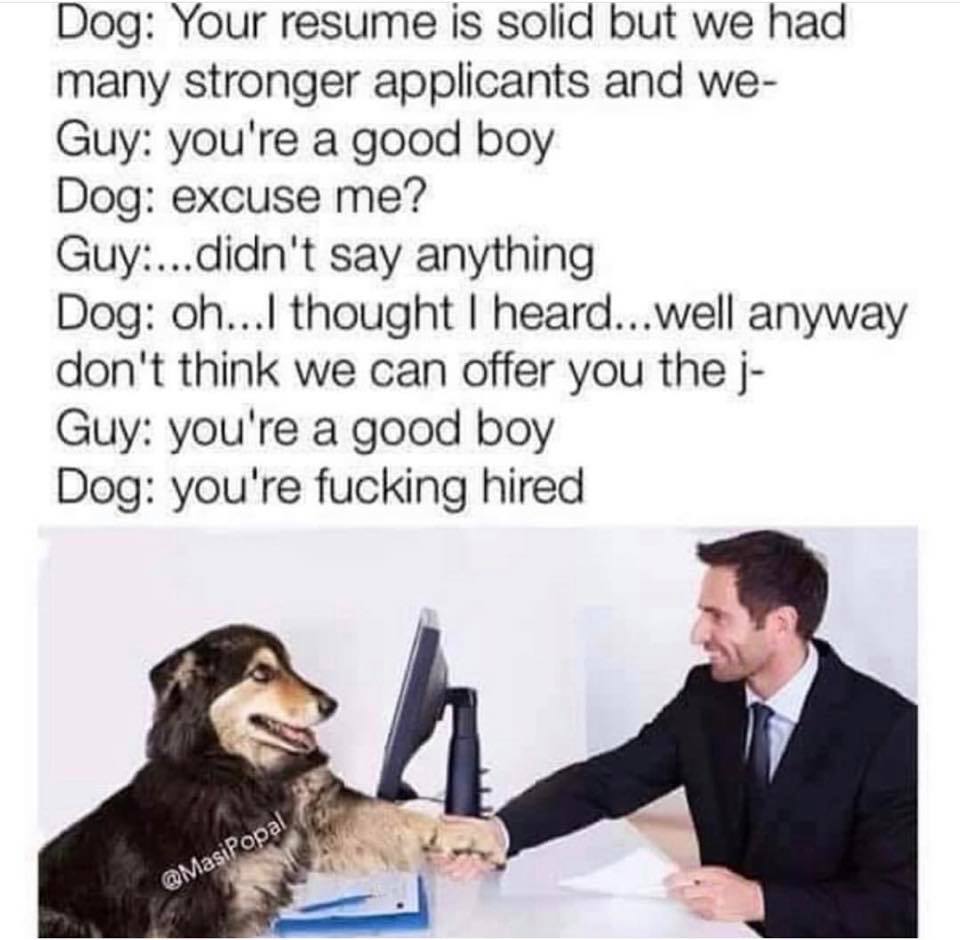 Dog: Your resume is solid but we had
many stronger applicants and we-
Guy: you're a good boy
Dog: excuse me?
Guy:...didn't say anything
Dog: oh...I thought I heard...well anyway
don't think we can offer you the j-
Guy: you're a good boy
Dog: you're fucking hired
@MasiPopal